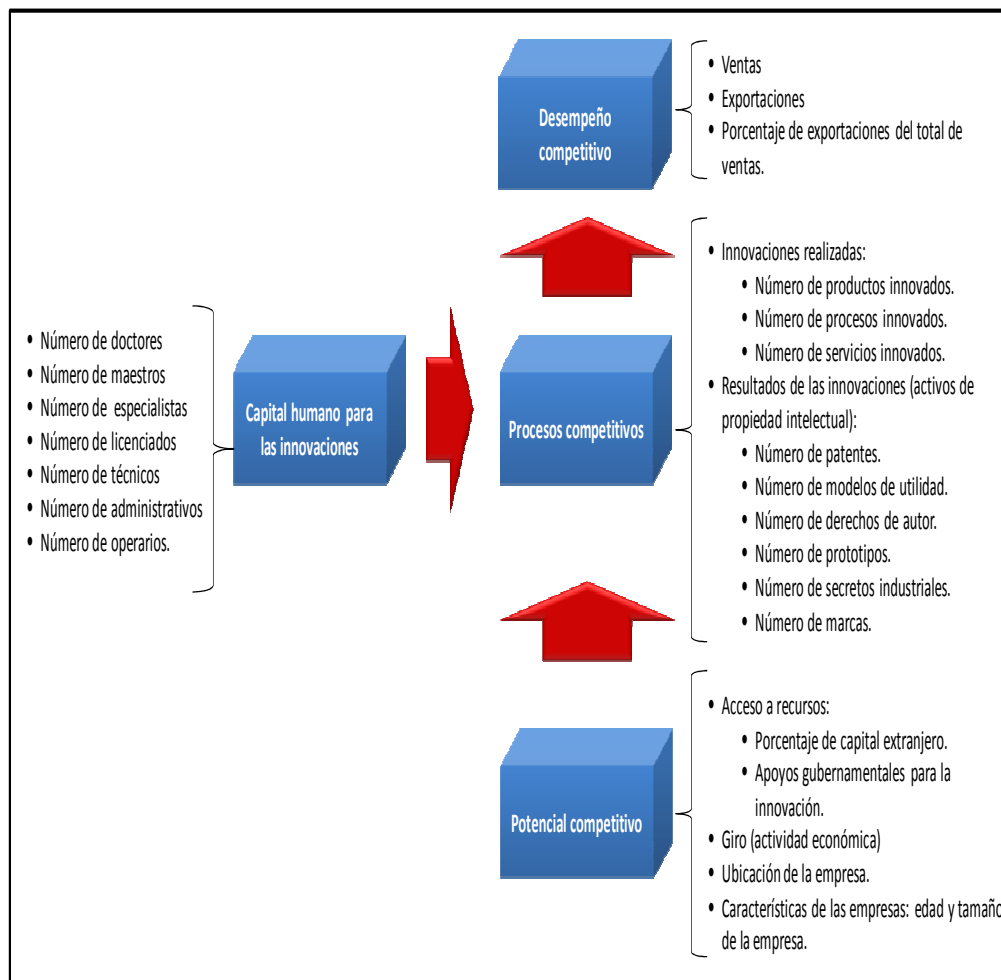 Desempeño
competitivo
• Ventas
• Exportaciones
• Porcentaje de exportaciones del total de
ventas.
• Número de doctores
• Número de maestros
• Número de especialistas
• Número de licenciados
• Número de técnicos
• Número de administrativos
• Número de operarios.
Capital humano para
las innovaciones
Procesos competitivos
• Innovaciones realizadas:
• Número de productos innovados.
• Número de procesos innovados.
• Número de servicios innovados.
• Resultados de las innovaciones (activos de
propiedad intelectual):
• Número de patentes.
• Número de modelos de utilidad.
• Número de derechos de autor.
• Número de prototipos.
• Número de secretos industriales.
• Número de marcas.
Potencial competitivo
• Acceso a recursos:
• Porcentaje de capital extranjero.
• Apoyos gubernamentales para la
innovación.
• Giro (actividad económica)
• Ubicación de la empresa.
• Características de las empresas: edad y tamaño
de la empresa.